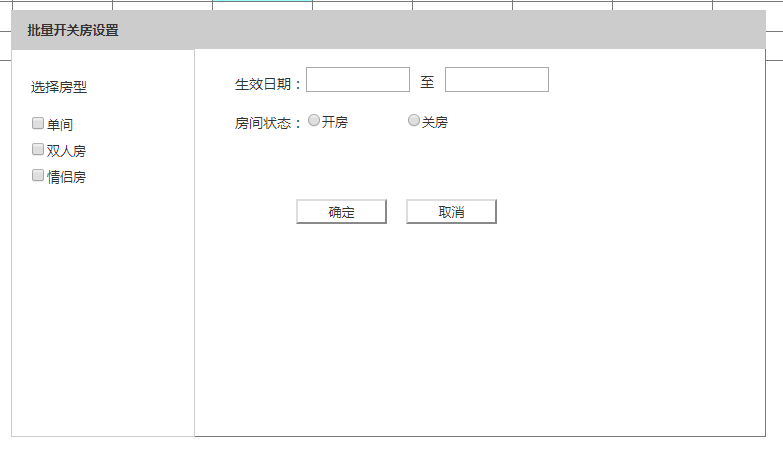 批量开关房设置
选择房型
单间
双人房
情侣房
生效日期： 至
房间状态： 开房 关房
确定 取消